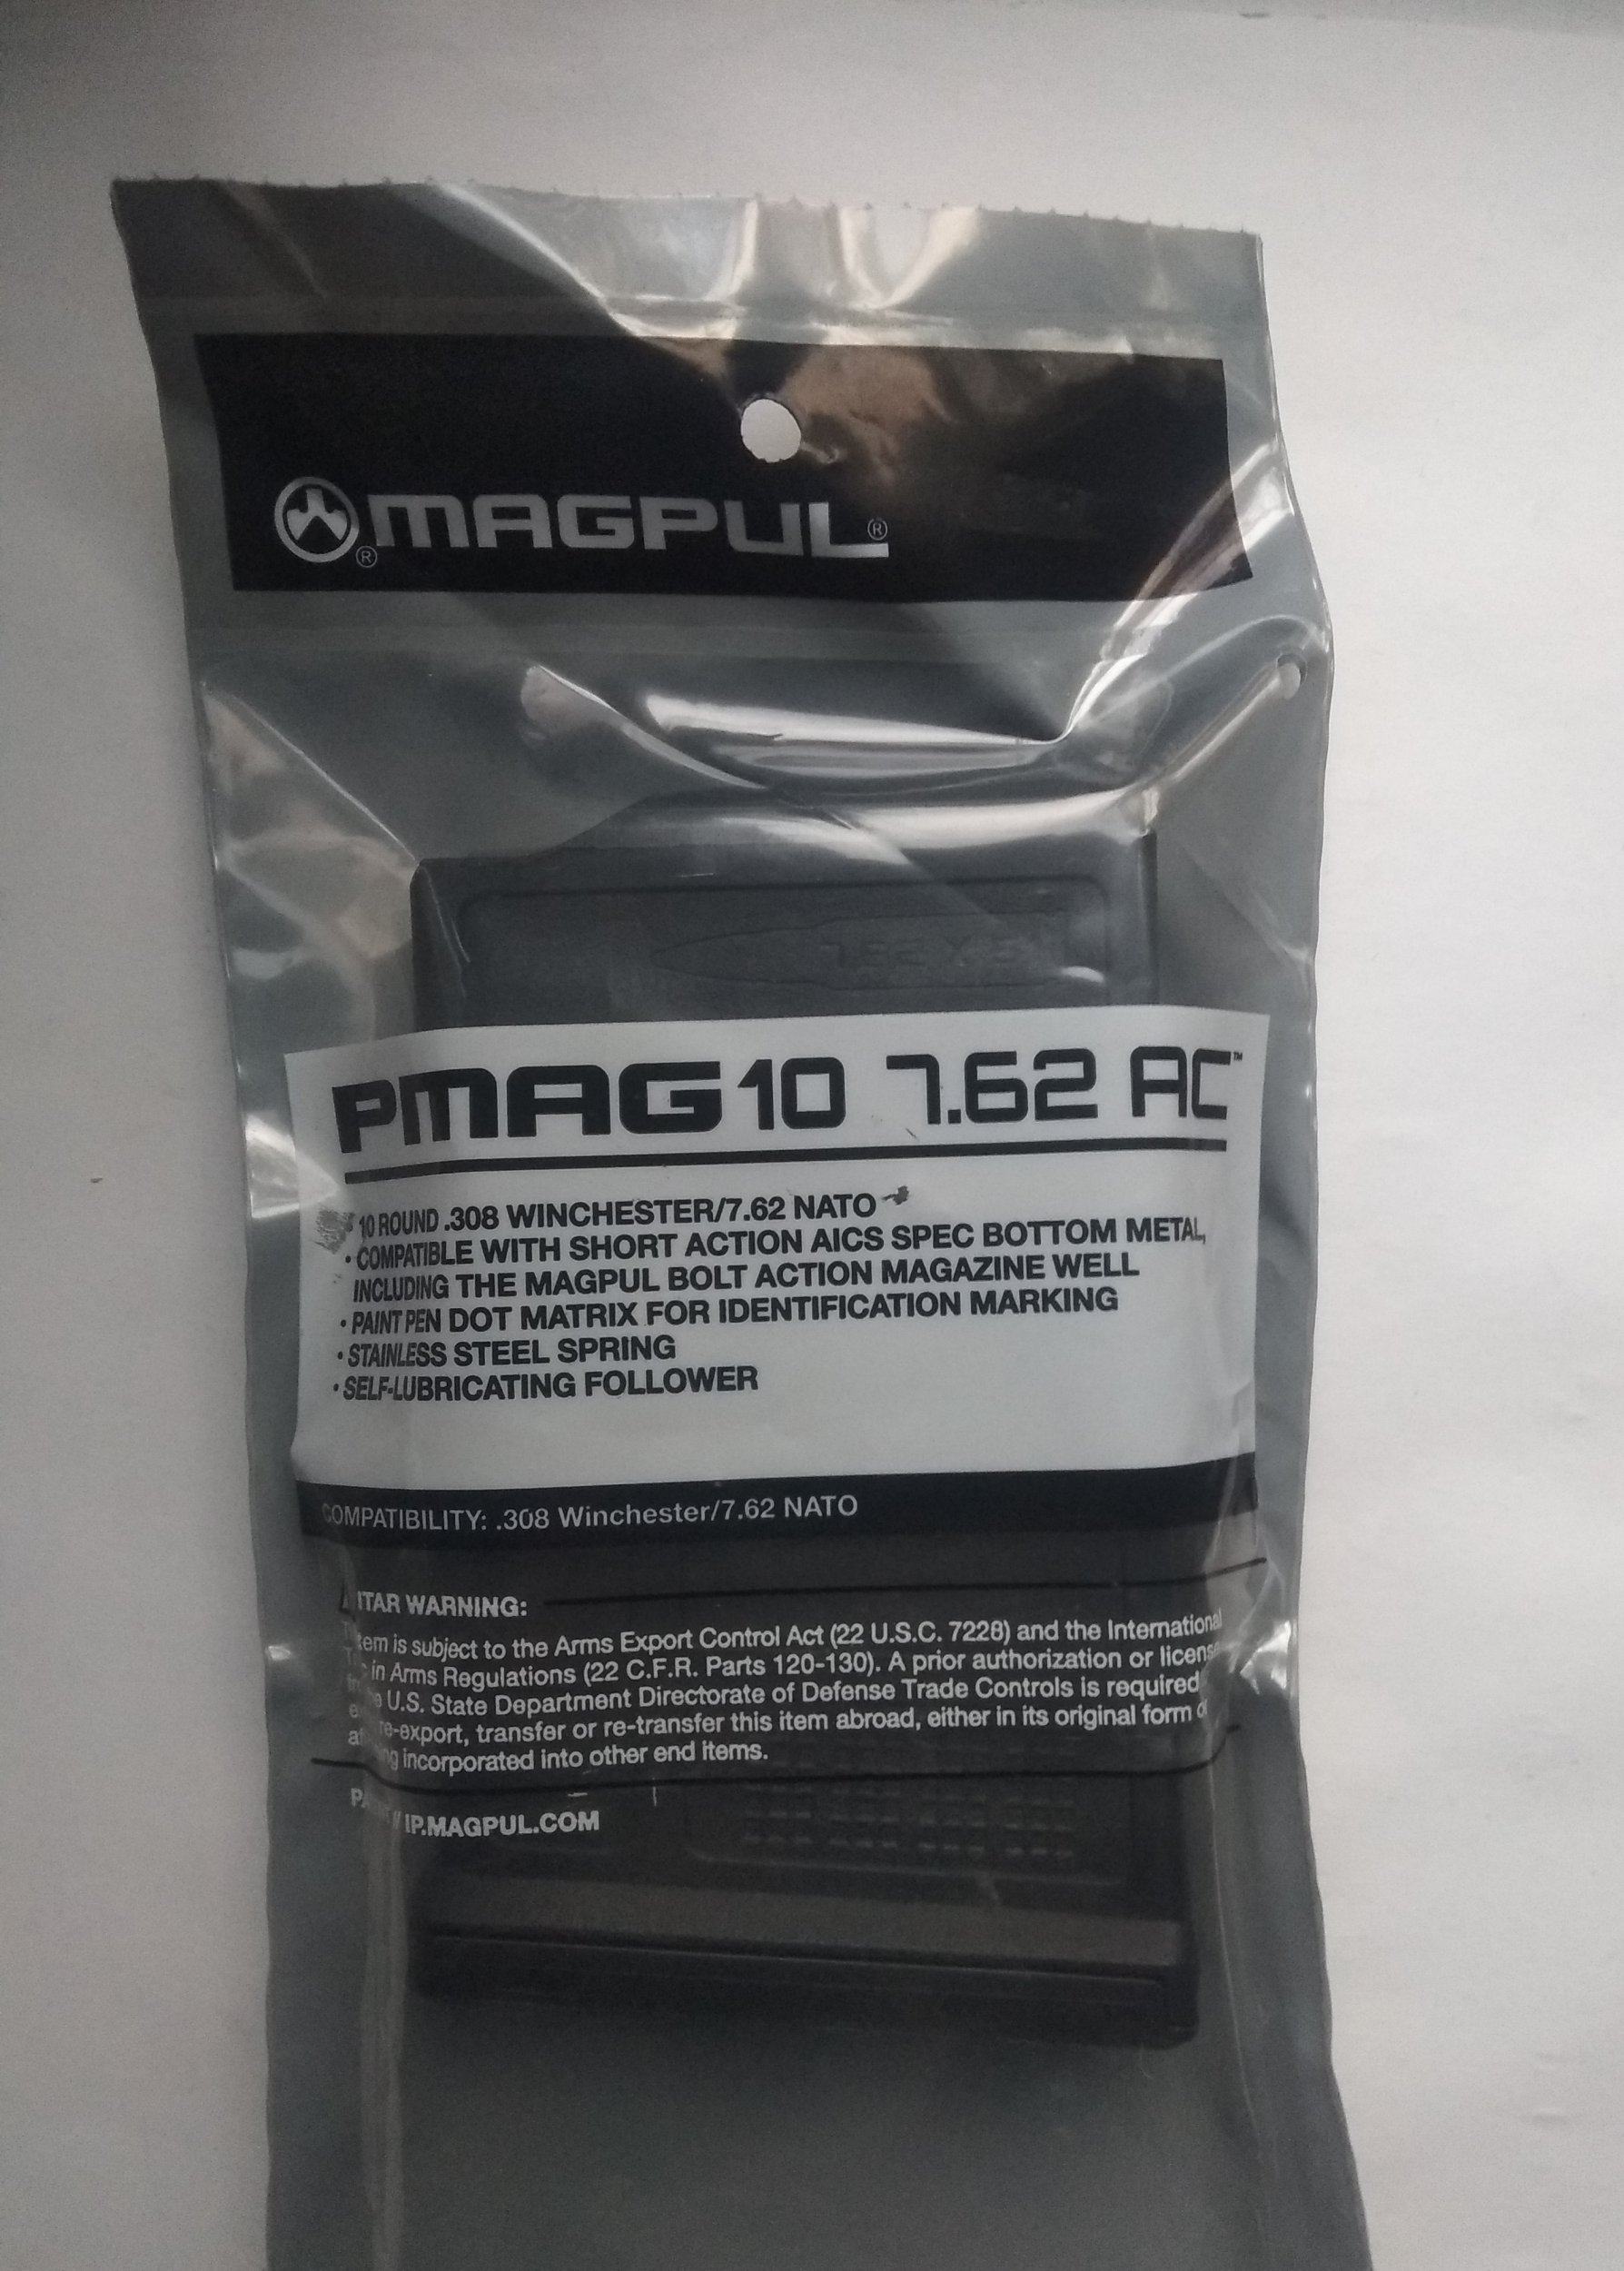 MAGPUL®
7.62 X 51
PMAG 10 7.62 AC™
10 ROUND .308 WINCHESTER/7.62 NATO
• COMPATIBLE WITH SHORT ACTION AICS SPEC BOTTOM METAL,
INCLUDING THE MAGPUL BOLT ACTION MAGAZINE WELL
• PAINT PEN DOT MATRIX FOR IDENTIFICATION MARKING
• STAINLESS STEEL SPRING
• SELF-LUBRICATING FOLLOWER
COMPATIBILITY: .308 Winchester/7.62 NATO
ITAR WARNING:
is subject to the Arms Export Control Act (22 U.S.C. 7228) and the International
in Arms Regulations (22 C.F.R. Parts 120-130). A prior authorization or license
U.S. State Department Directorate of Defense Trade Controls is required
re-export, transfer or re-transfer this item abroad, either in its original form
incorporated into other end items.
IP.MAGPUL.COM